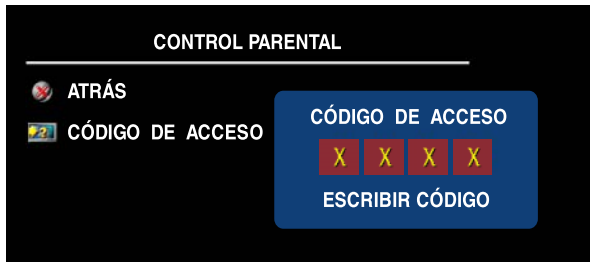 CONTROL PARENTAL
ATRÁS
CÓDIGO DE ACCESO
CÓDIGO DE ACCESO
X X X X
ESCRIBIR CÓDIGO